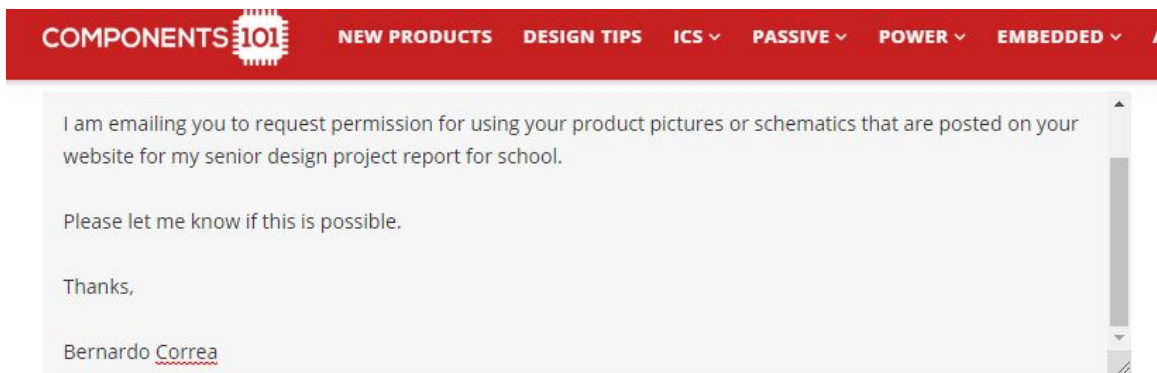 COMPONENTS 101 NEW PRODUCTS DESIGN TIPS ICS PASSIVE POWER EMBEDDED
I am emailing you to request permission for using your product pictures or schematics that are posted on your
website for my senior design project report for school.
Please let me know if this is possible.
Thanks,
Bernardo Correa